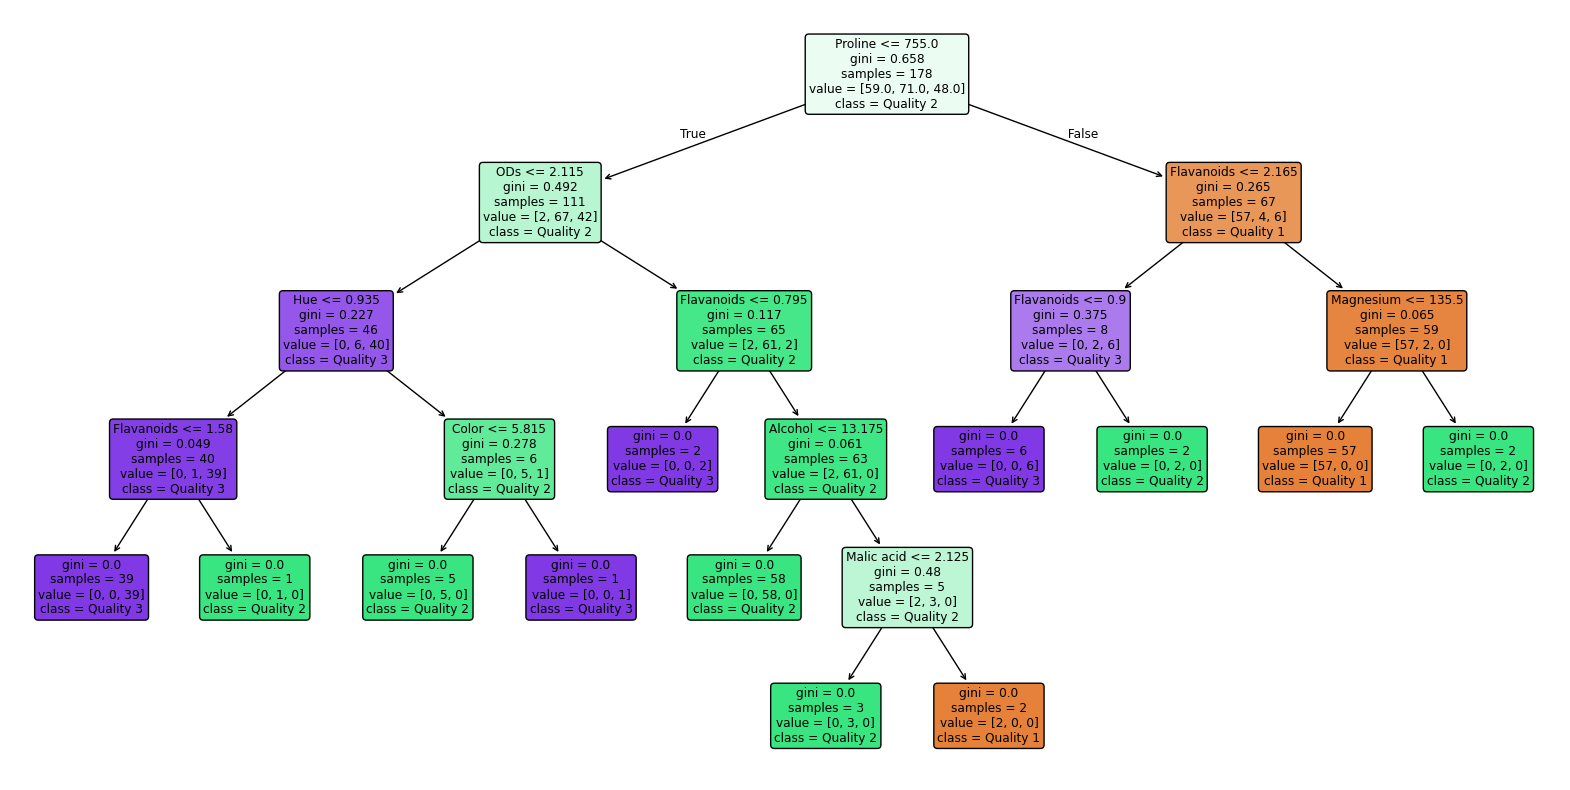 Proline <= 755.0
gini = 0.658
samples = 178
value = [59.0, 71.0, 48.0]
class = Quality 2
True
False
ODs <= 2.115
gini = 0.492
samples = 111
value = [2, 67, 42]
class = Quality 2
Flavanoids <= 2.165
gini = 0.265
samples = 67
value = [57, 4, 6]
class = Quality 1
Hue <= 0.935
gini = 0.227
samples = 46
value = [0, 6, 40]
class = Quality 3
Flavanoids <= 0.795
gini = 0.117
samples = 65
value = [2, 61, 2]
class = Quality 2
Flavanoids <= 0.9
gini = 0.375
samples = 8
value = [0, 2, 6]
class = Quality 3
Magnesium <= 135.5
gini = 0.065
samples = 59
value = [57, 2, 0]
class = Quality 1
Flavanoids <= 1.58
gini = 0.049
samples = 40
value = [0, 1, 39]
class = Quality 3
Color <= 5.815
gini = 0.278
samples = 6
value = [0, 5, 1]
class = Quality 2
gini = 0.0
samples = 2
value = [0, 0, 2]
class = Quality 3
Alcohol <= 13.175
gini = 0.061
samples = 63
value = [2, 61, 0]
class = Quality 2
gini = 0.0
samples = 6
value = [0, 0, 6]
class = Quality 3
gini = 0.0
samples = 2
value = [0, 2, 0]
class = Quality 2
gini = 0.0
samples = 57
value = [57, 0, 0]
class = Quality 1
gini = 0.0
samples = 2
value = [0, 2, 0]
class = Quality 2
gini = 0.0
samples = 39
value = [0, 0, 39]
class = Quality 3
gini = 0.0
samples = 1
value = [0, 1, 0]
class = Quality 2
gini = 0.0
samples = 5
value = [0, 5, 0]
class = Quality 2
gini = 0.0
samples = 1
value = [0, 0, 1]
class = Quality 3
gini = 0.0
samples = 58
value = [0, 58, 0]
class = Quality 2
Malic acid <= 2.125
gini = 0.48
samples = 5
value = [2, 3, 0]
class = Quality 2
gini = 0.0
samples = 3
value = [0, 3, 0]
class = Quality 2
gini = 0.0
samples = 2
value = [2, 0, 0]
class = Quality 1